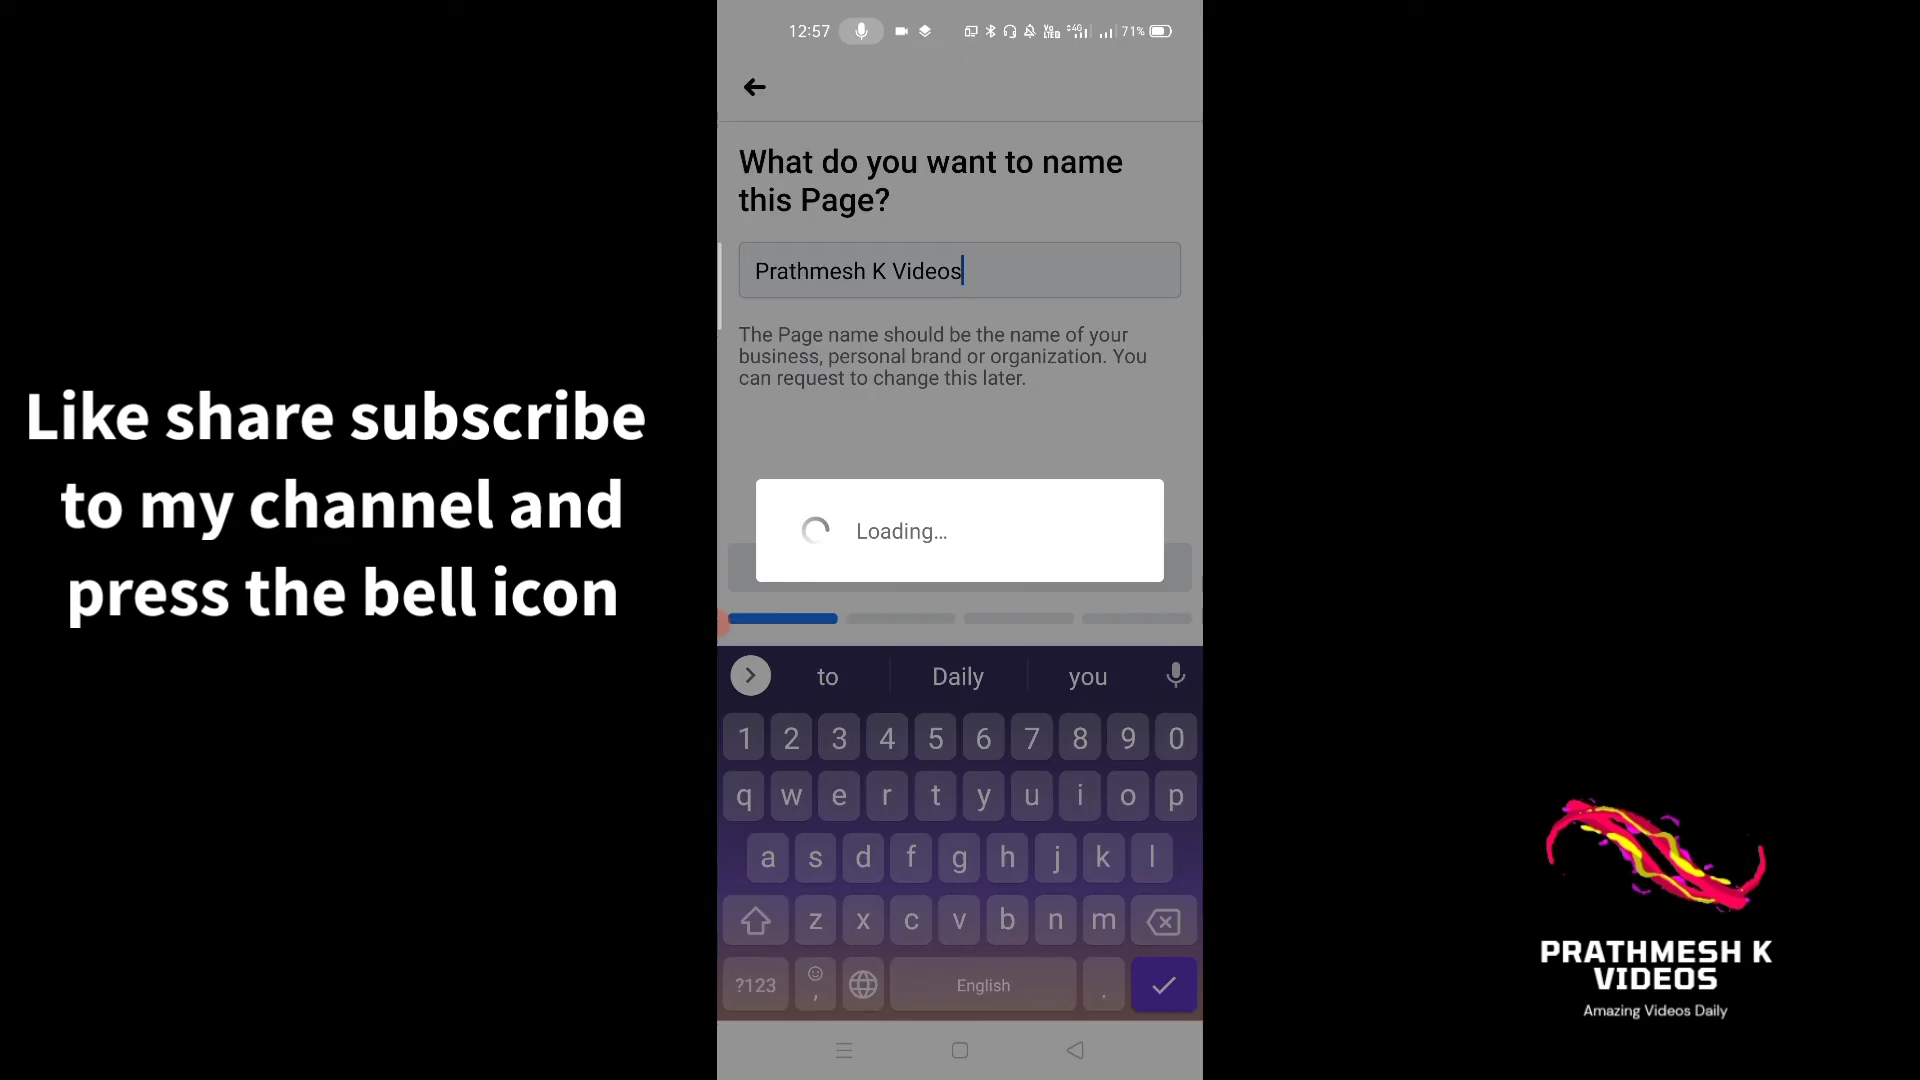 12:57
Vo LTE 4G 71%
What do you want to name
this Page?
Prathmesh K Videos
The Page name should be the name of your
business, personal brand or organization. You
can request to change this later.
Loading...
Like share subscribe
to my channel and
press the bell icon
to Daily you
1 2 3 4 5 6 7 8 9 0
q w e r t y u i o p
a s d f g h j k l
z x c v b n m
?123 , English .
PRATHMESH K
VIDEOS
Amazing Videos Daily